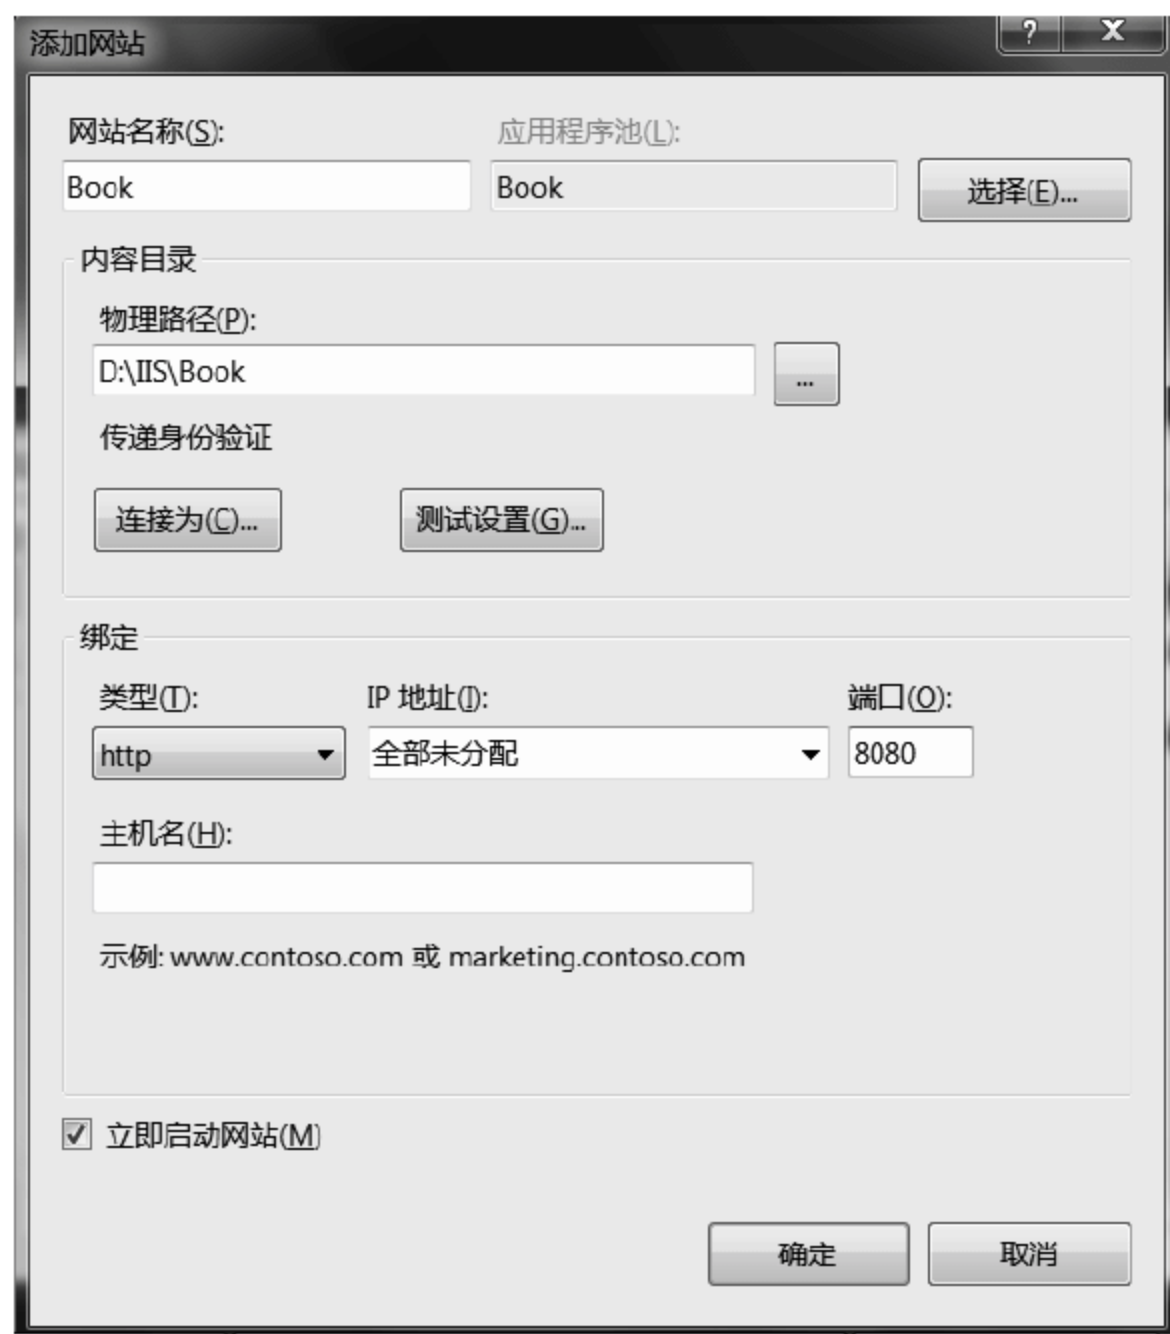 添加网站
网站名称(S): 应用程序池(L):
Book Book 选择(E)...
内容目录
物理路径(P):
D:\IIS\Book ...
传递身份验证
连接为(C)... 测试设置(G)...
绑定
类型(T): IP 地址(I): 端口(O):
http 全部未分配 8080
主机名(H):
示例: www.contoso.com 或 marketing.contoso.com
立即启动网站(M)
确定 取消